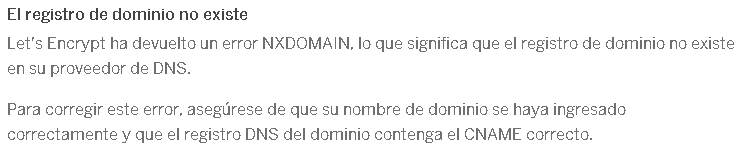 El registro de dominio no existe
Let's Encrypt ha devuelto un error NXDOMAIN, lo que significa que el registro de dominio no existe
en su proveedor de DNS.
Para corregir este error, asegúrese de que su nombre de dominio se haya ingresado
correctamente y que el registro DNS del dominio contenga el CNAME correcto.